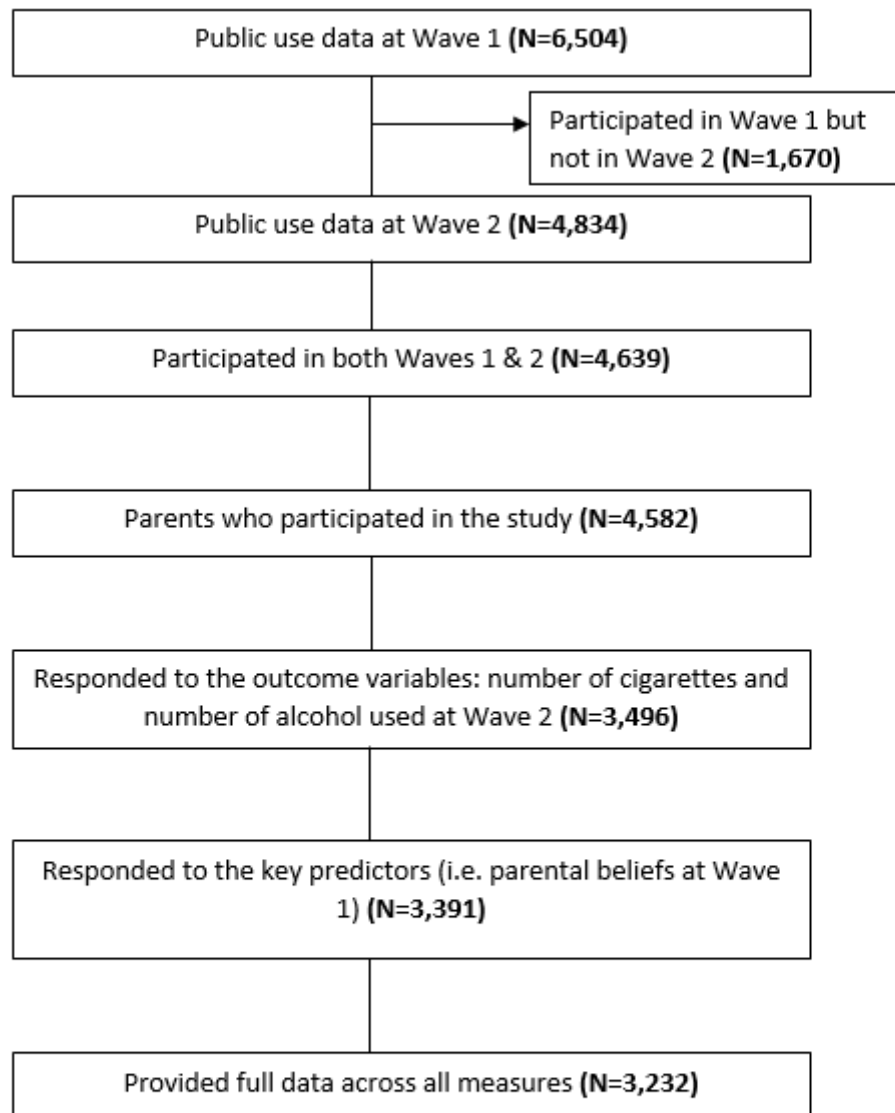 Public use data at Wave 1 (N=6,504)
Participated in Wave 1 but
not in Wave 2 (N=1,670)
Public use data at Wave 2 (N=4,834)
Participated in both Waves 1 & 2 (N=4,639)
Parents who participated in the study (N=4,582)
Responded to the outcome variables: number of cigarettes and
number of alcohol used at Wave 2 (N=3,496)
Responded to the key predictors (i.e. parental beliefs at Wave
1) (N=3,391)
Provided full data across all measures (N=3,232)